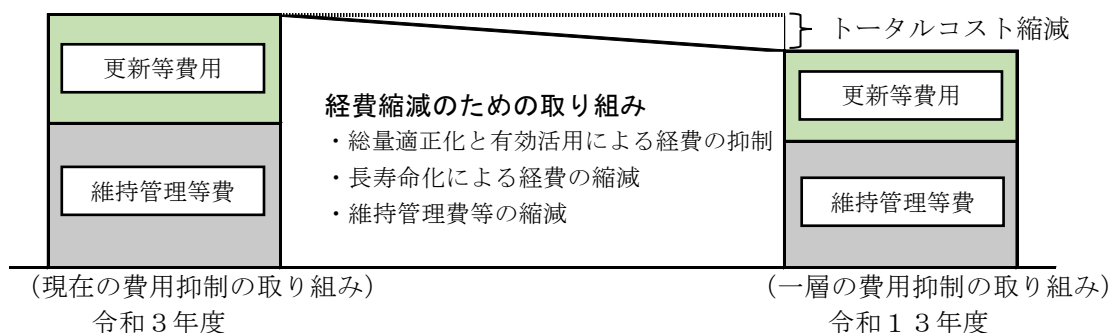 トータルコスト縮減
更新等費用
維持管理等費
経費縮減のための取り組み
・総量適正化と有効活用による経費の抑制
・長寿命化による経費の縮減
・維持管理費等の縮減
更新等費用
維持管理等費
（現在の費用抑制の取り組み）
令和３年度
（一層の費用抑制の取り組み）
令和１３年度